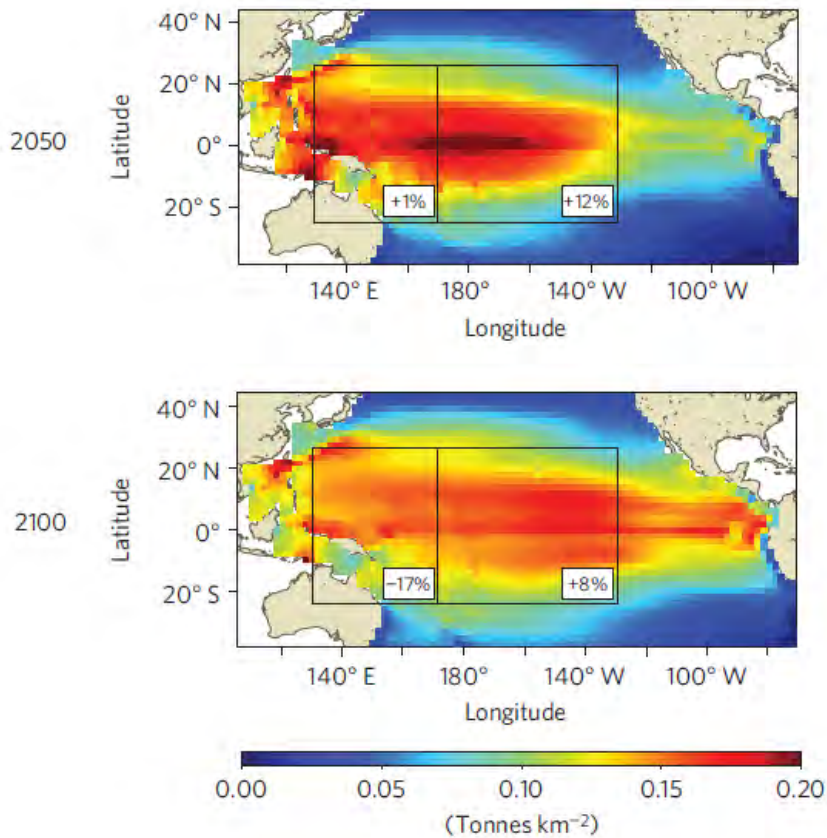 40° N
20° N
0°
20° S
2050
Latitude
+1%
+12%
140° E 180° 140° W 100° W
Longitude
40° N
20° N
0°
20° S
2100
Latitude
−17%
+8%
140° E 180° 140° W 100° W
Longitude
0.00 0.05 0.10 0.15 0.20
(Tonnes km⁻²)